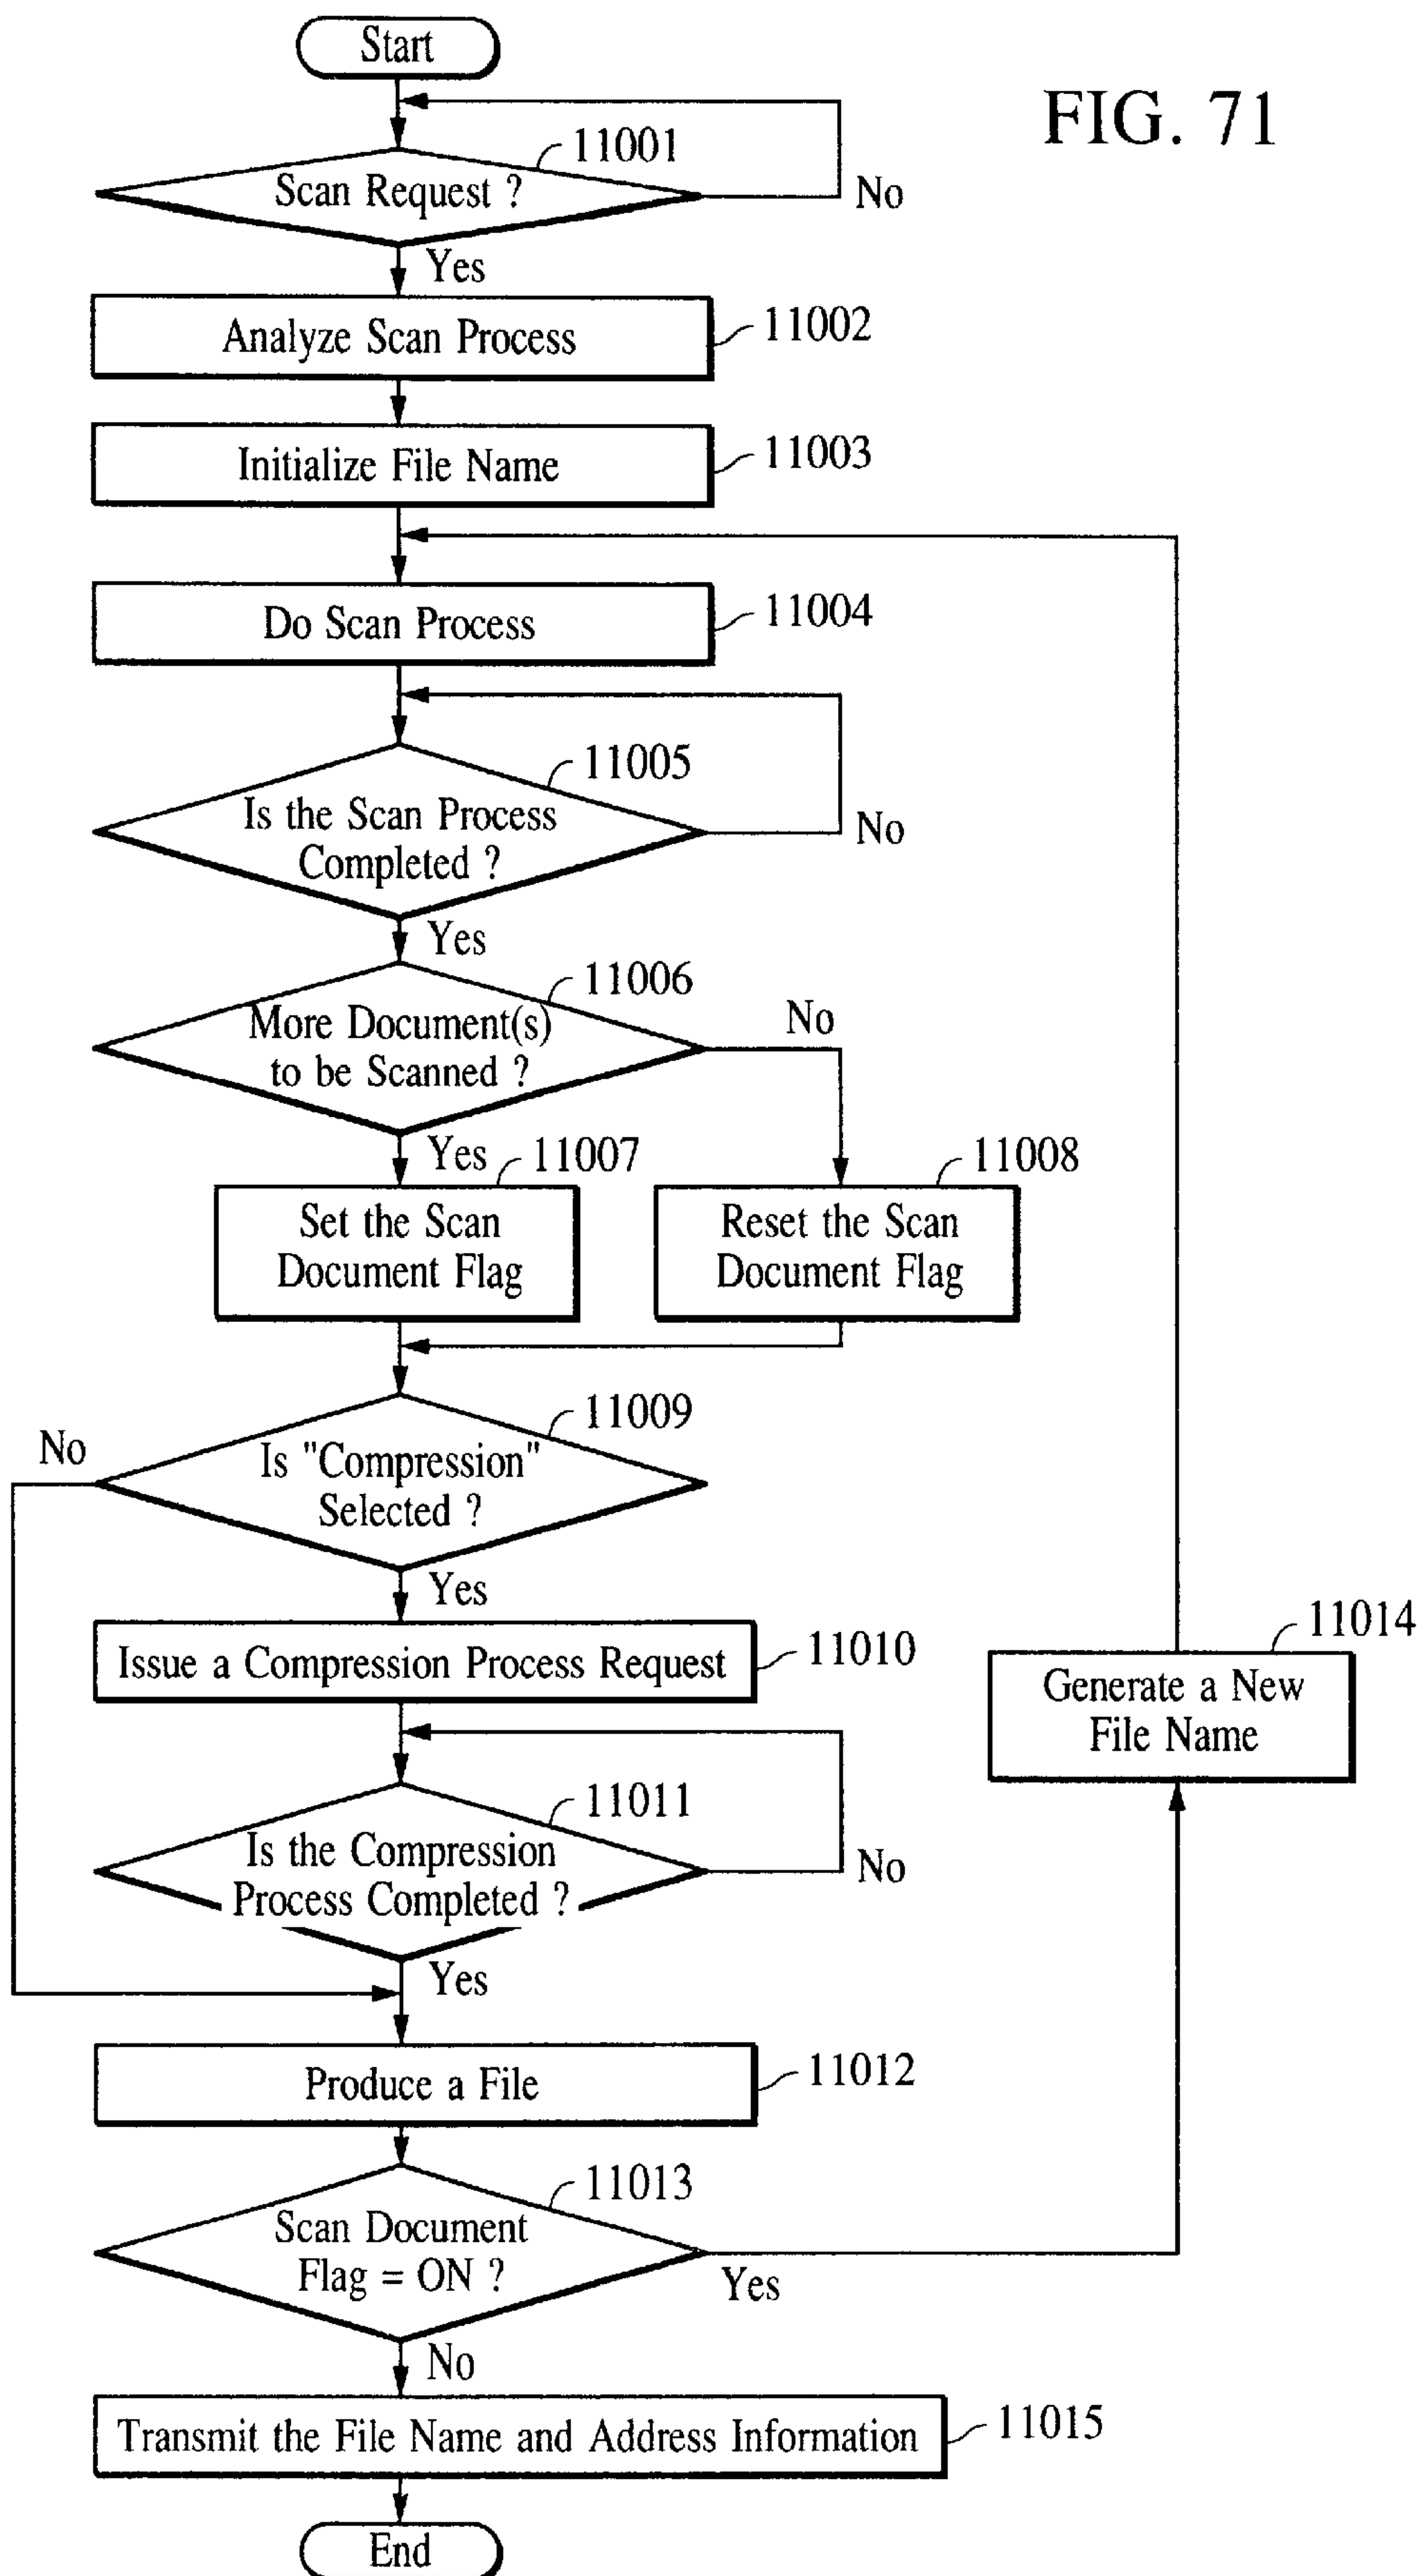 Start
FIG. 71
11001
Scan Request ?
No
Yes
Analyze Scan Process
11002
Initialize File Name
11003
Do Scan Process
11004
11005
Is the Scan Process
Completed ?
No
Yes
11006
More Document(s)
to be Scanned ?
No
Yes
11007
11008
Set the Scan
Document Flag
Reset the Scan
Document Flag
11009
No
Is "Compression"
Selected ?
Yes
Issue a Compression Process Request
11010
11014
Generate a New
File Name
11011
Is the Compression
Process Completed ?
No
Yes
Produce a File
11012
11013
Scan Document
Flag = ON ?
Yes
No
Transmit the File Name and Address Information
11015
End